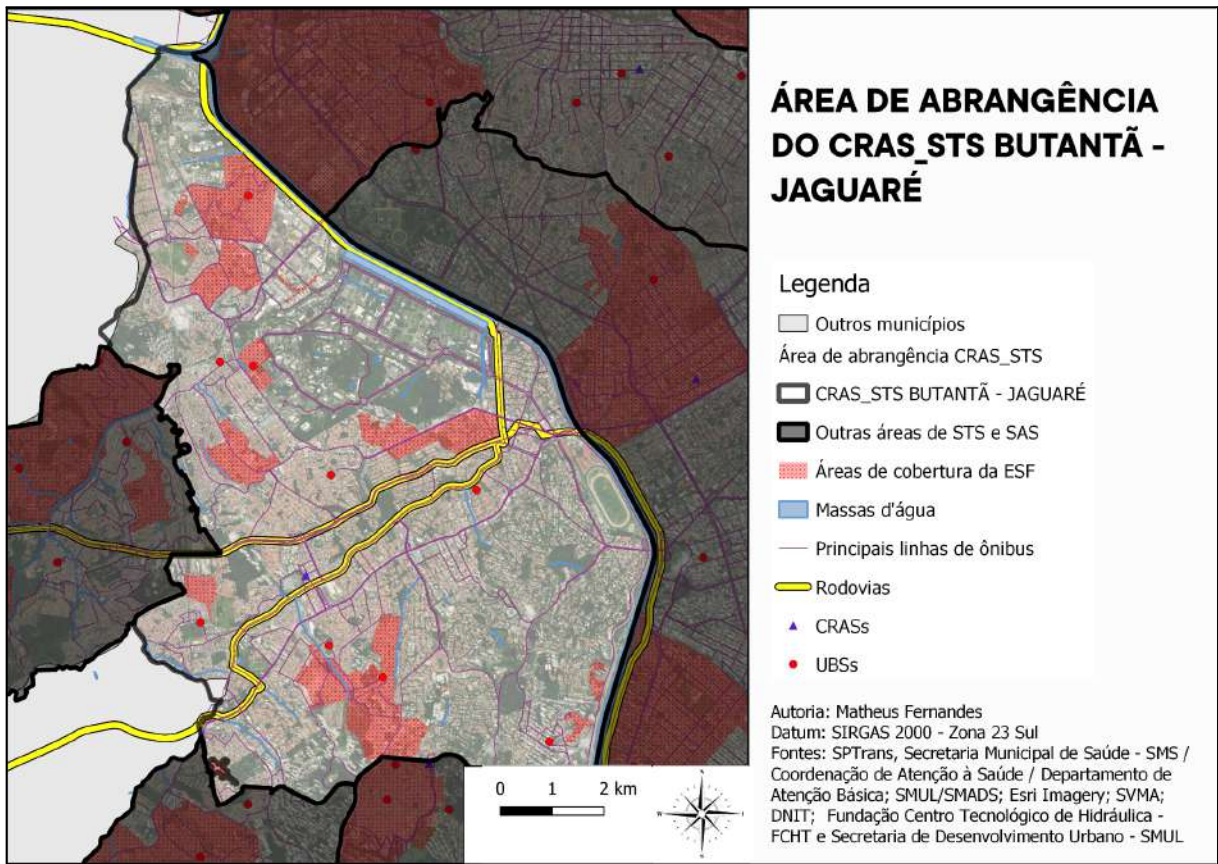 ÁREA DE ABRANGÊNCIA
DO CRAS_STS BUTANTÃ -
JAGUARÉ
Legenda
Outros municípios
Área de abrangência CRAS_STS
CRAS_STS BUTANTÃ - JAGUARÉ
Outras áreas de STS e SAS
Áreas de cobertura da ESF
Massas d'água
Principais linhas de ônibus
Rodovias
CRASs
UBSs
Autoria: Matheus Fernandes
Datum: SIRGAS 2000 - Zona 23 Sul
Fontes: SPTrans, Secretaria Municipal de Saúde - SMS /
Coordenação de Atenção à Saúde / Departamento de
Atenção Básica; SMUL/SMADS; Esri Imagery; SVMA;
DNIT; Fundação Centro Tecnológico de Hidráulica -
FCHT e Secretaria de Desenvolvimento Urbano - SMUL
0 1 2 km